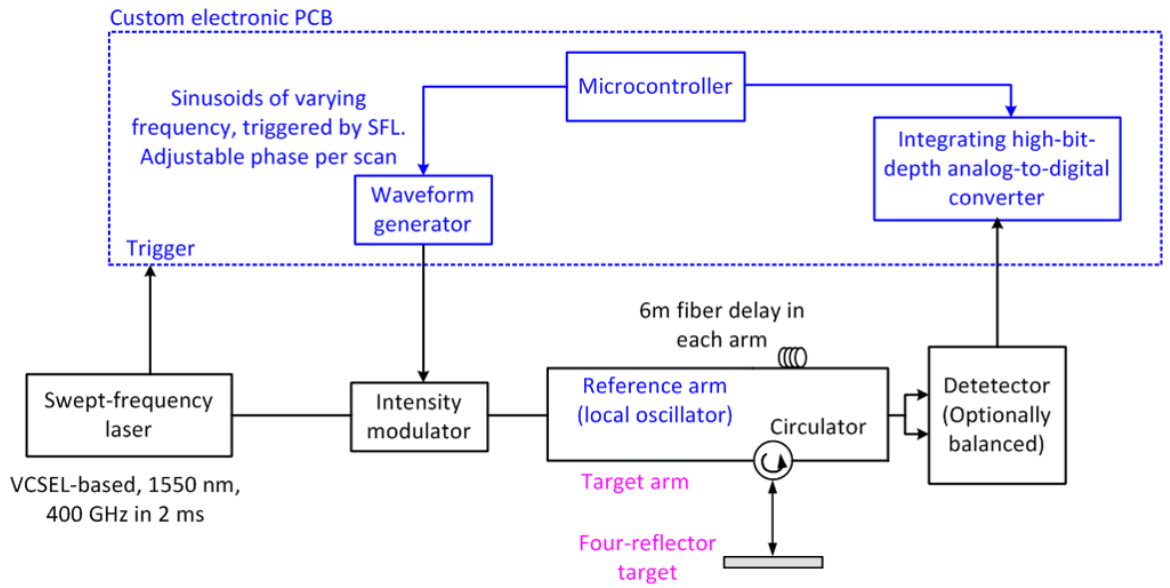 Custom electronic PCB
Microcontroller
Sinusoids of varying
frequency, triggered by SFL.
Adjustable phase per scan
Integrating high-bit-
depth analog-to-digital
converter
Waveform
generator
Trigger
6m fiber delay in
each arm
Swept-frequency
laser
Intensity
modulator
Reference arm
(local oscillator)
Circulator
Detetector
(Optionally
balanced)
VCSEL-based, 1550 nm,
400 GHz in 2 ms
Target arm
Four-reflector
target